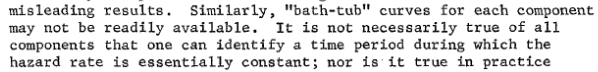 misleading results.  Similarly, "bath-tub" curves for each component
may not be readily available.  It is not necessarily true of all
components that one can identify a time period during which the
hazard rate is essentially constant; nor is it true in practice